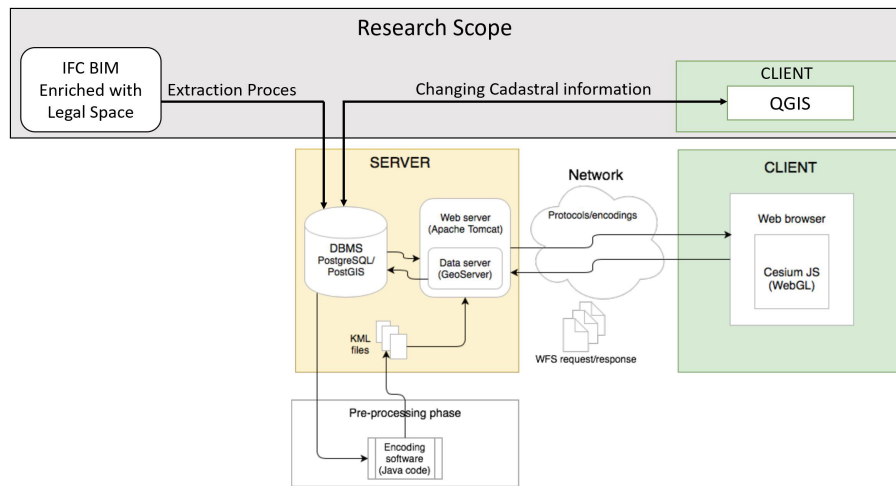 Research Scope
IFC BIM
Enriched with
Legal Space
Extraction Proces
Changing Cadastral information
CLIENT
QGIS
SERVER
DBMS
PostgreSQL/
PostGIS
Web server
(Apache Tomcat)
Data server
(GeoServer)
KML
files
Network
Protocols/encodings
WFS request/response
CLIENT
Web browser
Cesium JS
(WebGL)
Pre-processing phase
Encoding
software
(Java code)